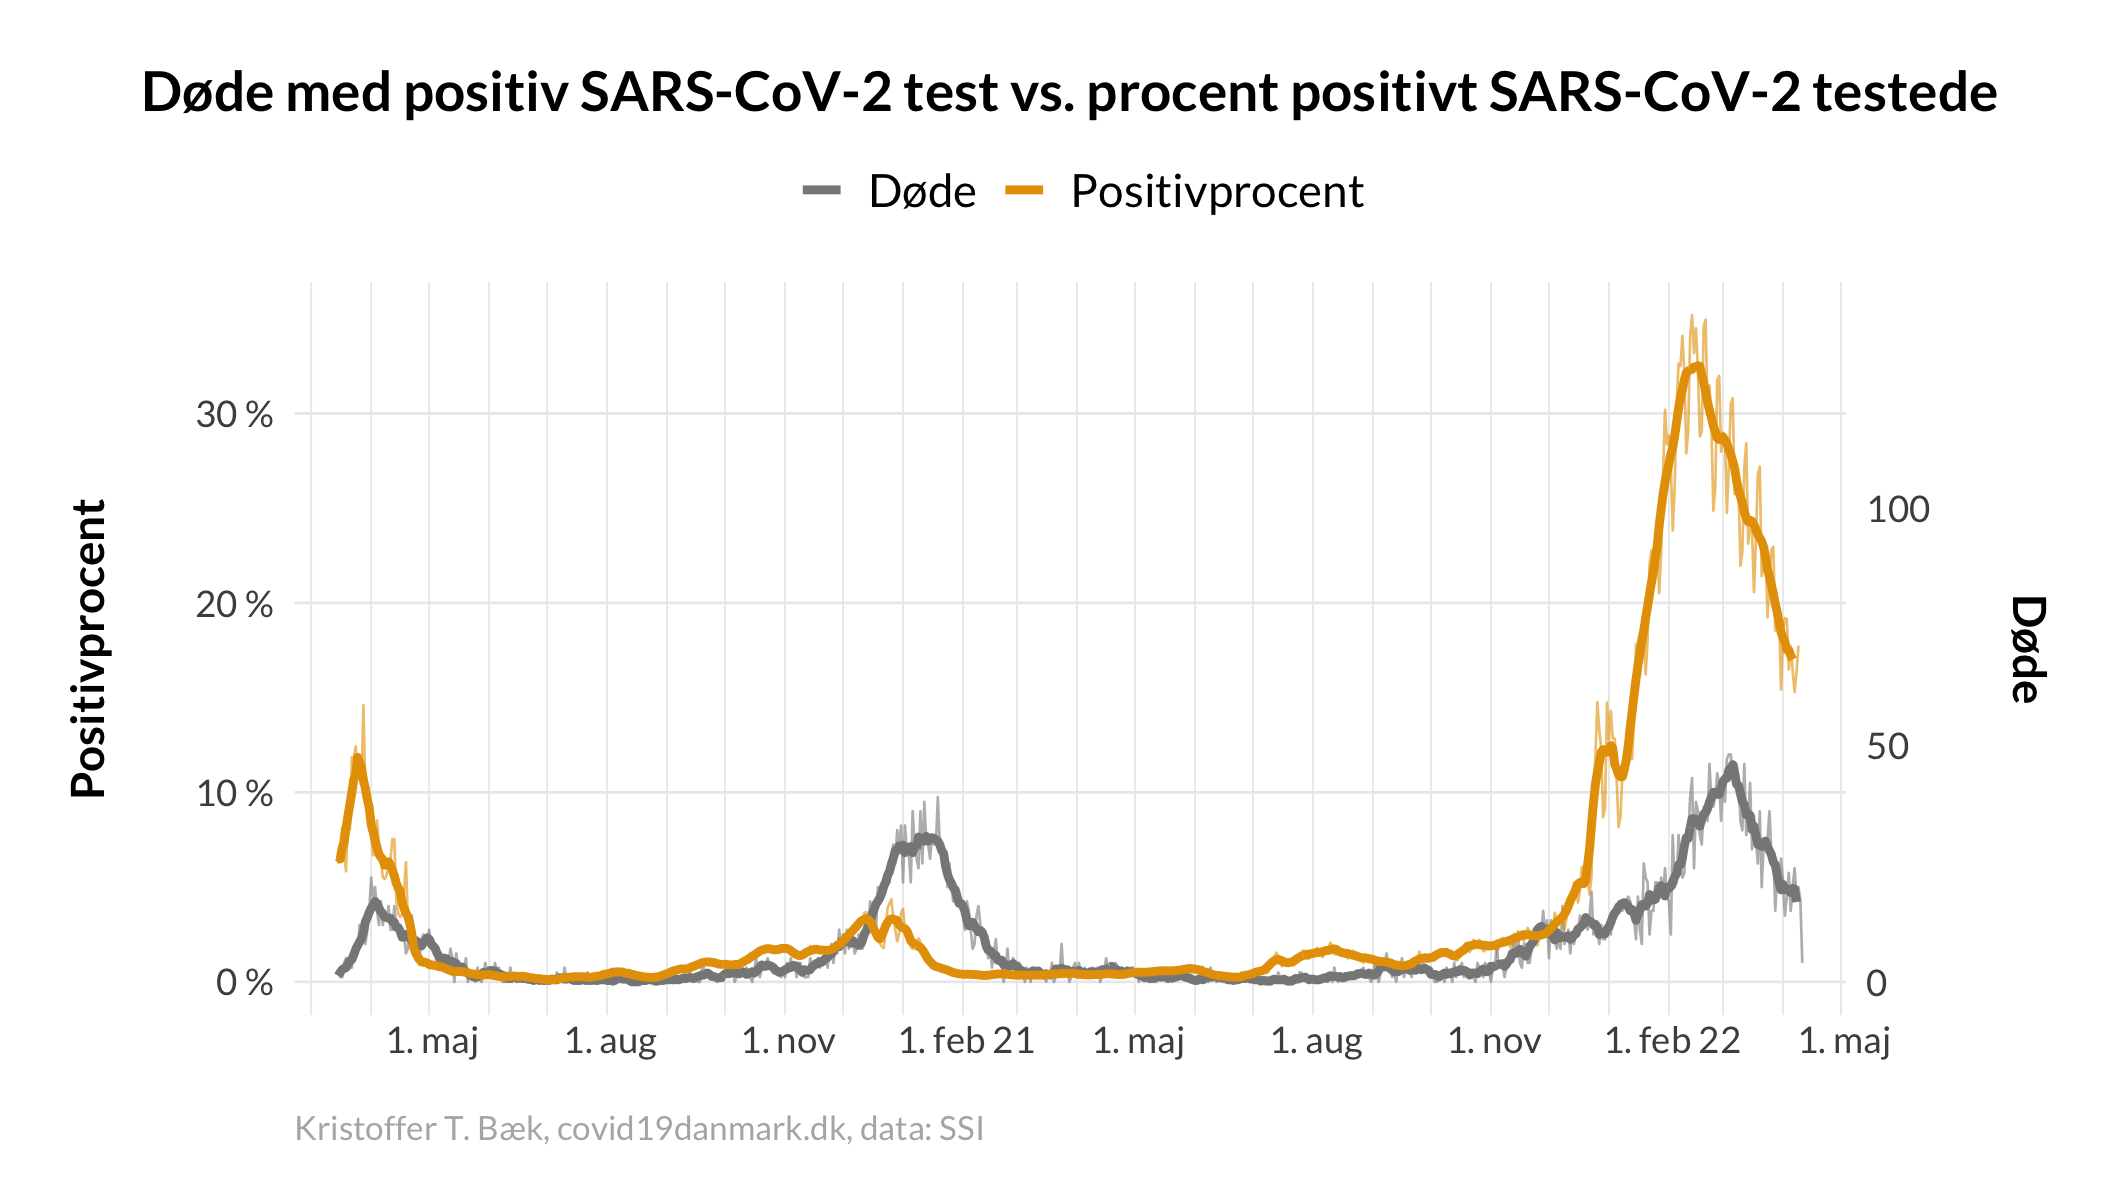 Døde med positiv SARS-CoV-2 test vs. procent positivt SARS-CoV-2 testede
Døde Positivprocent
Positivprocent
30 %
20 %
10 %
0 %
100
50
0
Døde
1. maj 1. aug 1. nov 1. feb 21 1. maj 1. aug 1. nov 1. feb 22 1. maj
Kristoffer T. Bæk, covid19danmark.dk, data: SSI